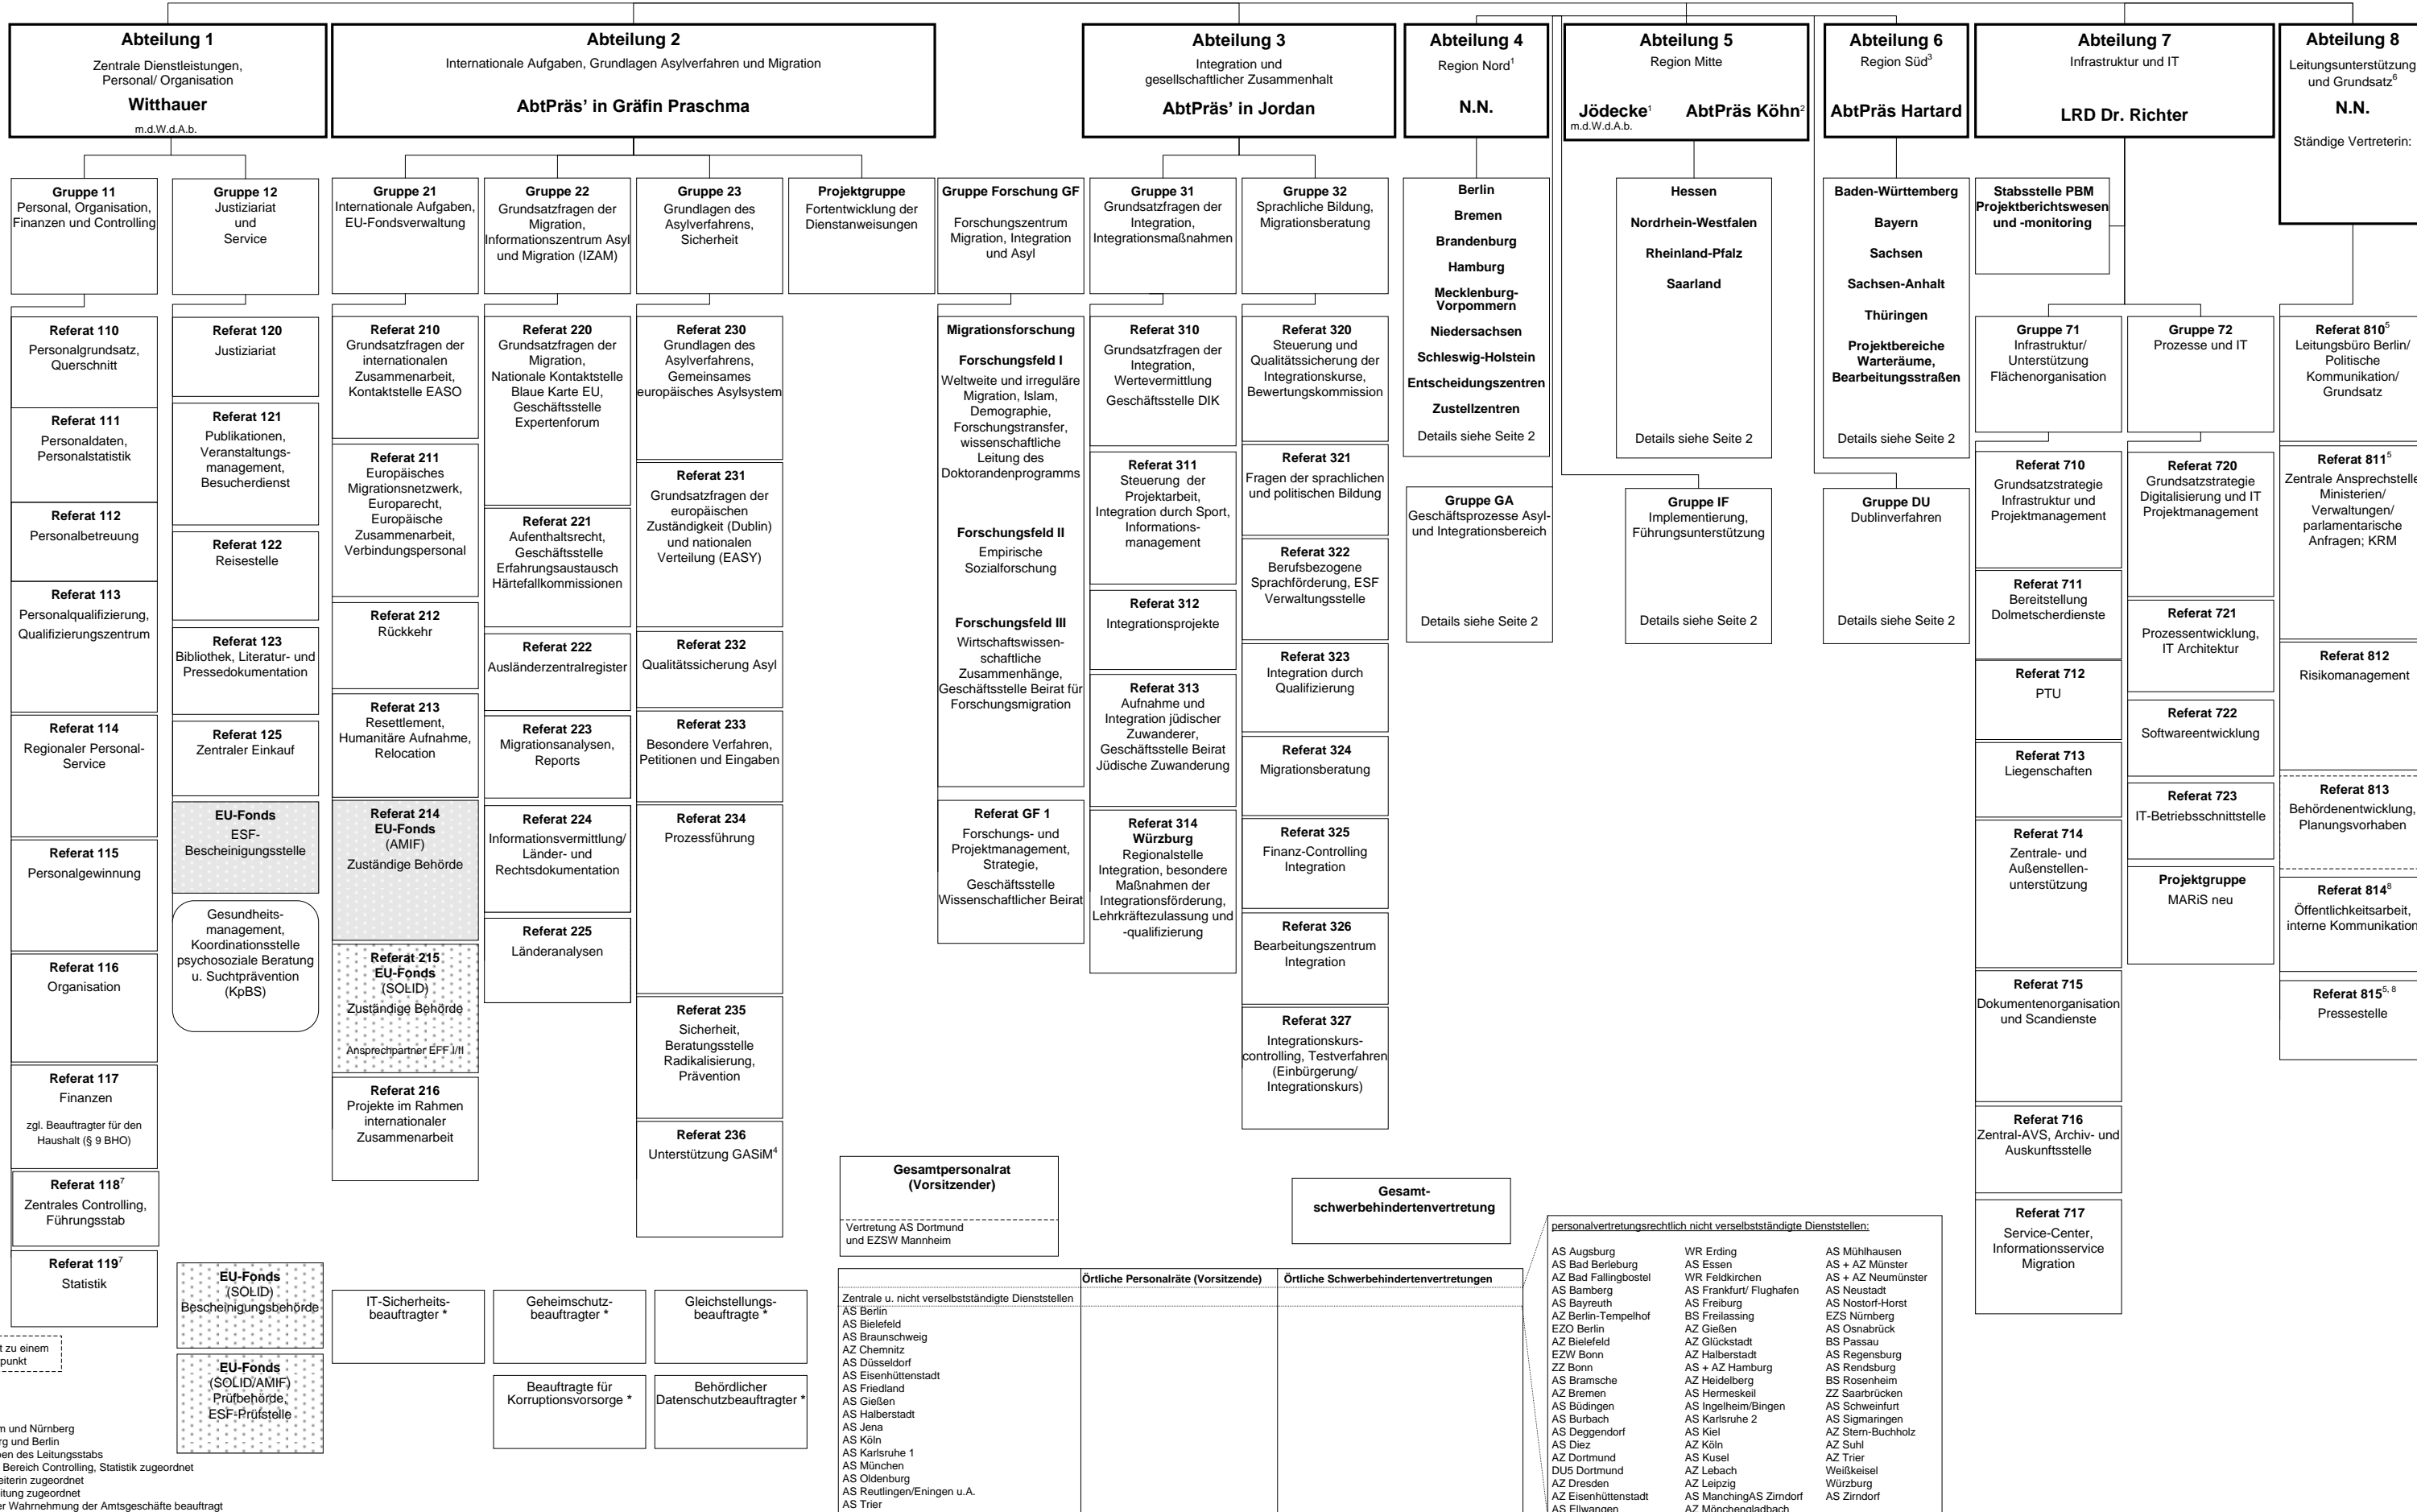 Abteilung 1
Zentrale Dienstleistungen,
Personal/ Organisation
Witthauer
m.d.W.d.A.b.
Abteilung 2
Internationale Aufgaben, Grundlagen Asylverfahren und Migration
AbtPräs' in Gräfin Praschma
Abteilung 3
Integration und
gesellschaftlicher Zusammenhalt
AbtPräs' in Jordan
Abteilung 4
Region Nord¹
N.N.
Abteilung 5
Region Mitte
Jödecke¹ AbtPräs Köhn²
m.d.W.d.A.b.
Abteilung 6
Region Süd³
AbtPräs Hartard
Abteilung 7
Infrastruktur und IT
LRD Dr. Richter
Abteilung 8
Leitungsunterstützung
und Grundsatz⁶
N.N.
Ständige Vertreterin:
Gruppe 11
Personal, Organisation,
Finanzen und Controlling
Gruppe 12
Justiziariat
und
Service
Gruppe 21
Internationale Aufgaben,
EU-Fondsverwaltung
Gruppe 22
Grundsatzfragen der
Migration,
Informationszentrum Asyl
und Migration (IZAM)
Gruppe 23
Grundlagen des
Asylverfahrens,
Sicherheit
Projektgruppe
Fortentwicklung der
Dienstanweisungen
Gruppe Forschung GF
Forschungszentrum
Migration, Integration
und Asyl
Gruppe 31
Grundsatzfragen der
Integration,
Integrationsmaßnahmen
Gruppe 32
Sprachliche Bildung,
Migrationsberatung
Berlin
Bremen
Brandenburg
Hamburg
Mecklenburg-
Vorpommern
Niedersachsen
Schleswig-Holstein
Entscheidungszentren
Zustellzentren
Details siehe Seite 2
Hessen
Nordrhein-Westfalen
Rheinland-Pfalz
Saarland
Details siehe Seite 2
Baden-Württemberg
Bayern
Sachsen
Sachsen-Anhalt
Thüringen
Projektbereiche
Warteräume,
Bearbeitungsstraßen
Details siehe Seite 2
Stabsstelle PBM
Projektberichtswesen
und -monitoring
Gruppe 71
Infrastruktur/
Unterstützung
Flächenorganisation
Gruppe 72
Prozesse und IT
Gruppe GA
Geschäftsprozesse Asyl-
und Integrationsbereich
Details siehe Seite 2
Gruppe IF
Implementierung,
Führungsunterstützung
Details siehe Seite 2
Gruppe DU
Dublinverfahren
Details siehe Seite 2
Referat 110
Personalgrundsatz,
Querschnitt
Referat 111
Personaldaten,
Personalstatistik
Referat 112
Personalbetreuung
Referat 113
Personalqualifizierung,
Qualifizierungszentrum
Referat 114
Regionaler Personal-
Service
Referat 115
Personalgewinnung
Referat 116
Organisation
Referat 117
Finanzen
zgl. Beauftragter für den
Haushalt (§ 9 BHO)
Referat 118⁷
Zentrales Controlling,
Führungsstab
Referat 119⁷
Statistik
Referat 120
Justiziariat
Referat 121
Publikationen,
Veranstaltungs-
management,
Besucherdienst
Referat 122
Reisestelle
Referat 123
Bibliothek, Literatur- und
Pressedokumentation
Referat 125
Zentraler Einkauf
EU-Fonds
ESF-
Bescheinigungsstelle
Gesundheits-
management,
Koordinationsstelle
psychosoziale Beratung
u. Suchtprävention
(KpBS)
EU-Fonds
(SOLID)
Bescheinigungsbehörde
EU-Fonds
(SOLID/AMIF)
Prüfbehörde,
ESF-Prüfstelle
Referat 210
Grundsatzfragen der
internationalen
Zusammenarbeit,
Kontaktstelle EASO
Referat 211
Europäisches
Migrationsnetzwerk,
Europarecht,
Europäische
Zusammenarbeit,
Verbindungspersonal
Referat 212
Rückkehr
Referat 213
Resettlement,
Humanitäre Aufnahme,
Relocation
Referat 214
EU-Fonds
(AMIF)
Zuständige Behörde
Referat 215
EU-Fonds
(SOLID)
Zuständige Behörde
Ansprechpartner EFF I/II
Referat 216
Projekte im Rahmen
internationaler
Zusammenarbeit
Referat 220
Grundsatzfragen der
Migration,
Nationale Kontaktstelle
Blaue Karte EU,
Geschäftsstelle
Expertenforum
Referat 221
Aufenthaltsrecht,
Geschäftsstelle
Erfahrungsaustausch
Härtefallkommissionen
Referat 222
Ausländerzentralregister
Referat 223
Migrationsanalysen,
Reports
Referat 224
Informationsvermittlung/
Länder- und
Rechtsdokumentation
Referat 225
Länderanalysen
Referat 230
Grundlagen des
Asylverfahrens,
Gemeinsames
europäisches Asylsystem
Referat 231
Grundsatzfragen der
europäischen
Zuständigkeit (Dublin)
und nationalen
Verteilung (EASY)
Referat 232
Qualitätssicherung Asyl
Referat 233
Besondere Verfahren,
Petitionen und Eingaben
Referat 234
Prozessführung
Referat 235
Sicherheit,
Beratungsstelle
Radikalisierung,
Prävention
Referat 236
Unterstützung GASiM⁴
Migrationsforschung
Forschungsfeld I
Weltweite und irreguläre
Migration, Islam,
Demographie,
Forschungstransfer,
wissenschaftliche
Leitung des
Doktorandenprogramms
Forschungsfeld II
Empirische
Sozialforschung
Forschungsfeld III
Wirtschaftswissen-
schaftliche
Zusammenhänge,
Geschäftsstelle Beirat für
Forschungsmigration
Referat GF 1
Forschungs- und
Projektmanagement,
Strategie,
Geschäftsstelle
Wissenschaftlicher Beirat
Referat 310
Grundsatzfragen der
Integration,
Wertevermittlung
Geschäftsstelle DIK
Referat 311
Steuerung der
Projektarbeit,
Integration durch Sport,
Informations-
management
Referat 312
Integrationsprojekte
Referat 313
Aufnahme und
Integration jüdischer
Zuwanderer,
Geschäftsstelle Beirat
Jüdische Zuwanderung
Referat 314
Würzburg
Regionalstelle
Integration, besondere
Maßnahmen der
Integrationsförderung,
Lehrkräftezulassung und
-qualifizierung
Referat 320
Steuerung und
Qualitätssicherung der
Integrationskurse,
Bewertungskommission
Referat 321
Fragen der sprachlichen
und politischen Bildung
Referat 322
Berufsbezogene
Sprachförderung, ESF
Verwaltungsstelle
Referat 323
Integration durch
Qualifizierung
Referat 324
Migrationsberatung
Referat 325
Finanz-Controlling
Integration
Referat 326
Bearbeitungszentrum
Integration
Referat 327
Integrationskurs-
controlling, Testverfahren
(Einbürgerung/
Integrationskurs)
Referat 710
Grundsatzstrategie
Infrastruktur und
Projektmanagement
Referat 711
Bereitstellung
Dolmetscherdienste
Referat 712
PTU
Referat 713
Liegenschaften
Referat 714
Zentrale- und
Außenstellen-
unterstützung
Referat 715
Dokumentenorganisation
und Scandienste
Referat 716
Zentral-AVS, Archiv- und
Auskunftsstelle
Referat 717
Service-Center,
Informationsservice
Migration
Referat 720
Grundsatzstrategie
Digitalisierung und IT
Projektmanagement
Referat 721
Prozessentwicklung,
IT Architektur
Referat 722
Softwareentwicklung
Referat 723
IT-Betriebsschnittstelle
Projektgruppe
MARiS neu
Referat 810⁵
Leitungsbüro Berlin/
Politische
Kommunikation/
Grundsatz
Referat 811⁵
Zentrale Ansprechstelle
Ministerien/
Verwaltungen/
parlamentarische
Anfragen; KRM
Referat 812
Risikomanagement
Referat 813
Behördenentwicklung,
Planungsvorhaben
Referat 814⁸
Öffentlichkeitsarbeit,
interne Kommunikation
Referat 815⁵, ⁸
Pressestelle
IT-Sicherheits-
beauftragter *
Geheimschutz-
beauftragter *
Gleichstellungs-
beauftragte *
Beauftragte für
Korruptionsvorsorge *
Behördlicher
Datenschutzbeauftragter *
Gesamtpersonalrat
(Vorsitzender)
Vertretung AS Dortmund
und EZSW Mannheim
Gesamt-
schwerbehindertenvertretung
Örtliche Personalräte (Vorsitzende) Örtliche Schwerbehindertenvertretungen
Zentrale u. nicht verselbstständigte Dienststellen
AS Berlin
AS Bielefeld
AS Braunschweig
AZ Chemnitz
AS Düsseldorf
AS Eisenhüttenstadt
AS Friedland
AS Gießen
AS Halberstadt
AS Jena
AS Köln
AS Karlsruhe 1
AS München
AS Oldenburg
AS Reutlingen/Eningen u.A.
AS Trier
personalvertretungsrechtlich nicht verselbstständigte Dienststellen:
AS Augsburg WR Erding AS Mühlhausen
AS Bad Berleburg AS Essen AS + AZ Münster
AZ Bad Fallingbostel WR Feldkirchen AS + AZ Neumünster
AS Bamberg AS Frankfurt/ Flughafen AS Neustadt
AS Bayreuth AS Freiburg AS Nostorf-Horst
AZ Berlin-Tempelhof BS Freilassing EZS Nürnberg
EZO Berlin AZ Gießen AS Osnabrück
AZ Bielefeld AZ Glückstadt BS Passau
EZW Bonn AZ Halberstadt AS Regensburg
ZZ Bonn AS + AZ Hamburg AS Rendsburg
AS Bramsche AZ Heidelberg BS Rosenheim
AZ Bremen AS Hermeskeil ZZ Saarbrücken
AS Büdingen AS Ingelheim/Bingen AS Schweinfurt
AS Burbach AS Karlsruhe 2 AS Sigmaringen
AS Deggendorf AS Kiel AZ Stern-Buchholz
AS Diez AZ Köln AZ Suhl
AZ Dortmund AS Kusel AZ Trier
DU5 Dortmund AZ Lebach Weißkeisel
AZ Dresden AZ Leipzig Würzburg
AZ Eisenhüttenstadt AS ManchingAS Zirndorf AS Zirndorf
AS Ellwangen AZ Mönchengladbach
t zu einem
punkt
n und Nürnberg
rg und Berlin
ben des Leitungsstabs
Bereich Controlling, Statistik zugeordnet
eiterin zugeordnet
eitung zugeordnet
er Wahrnehmung der Amtsgeschäfte beauftragt